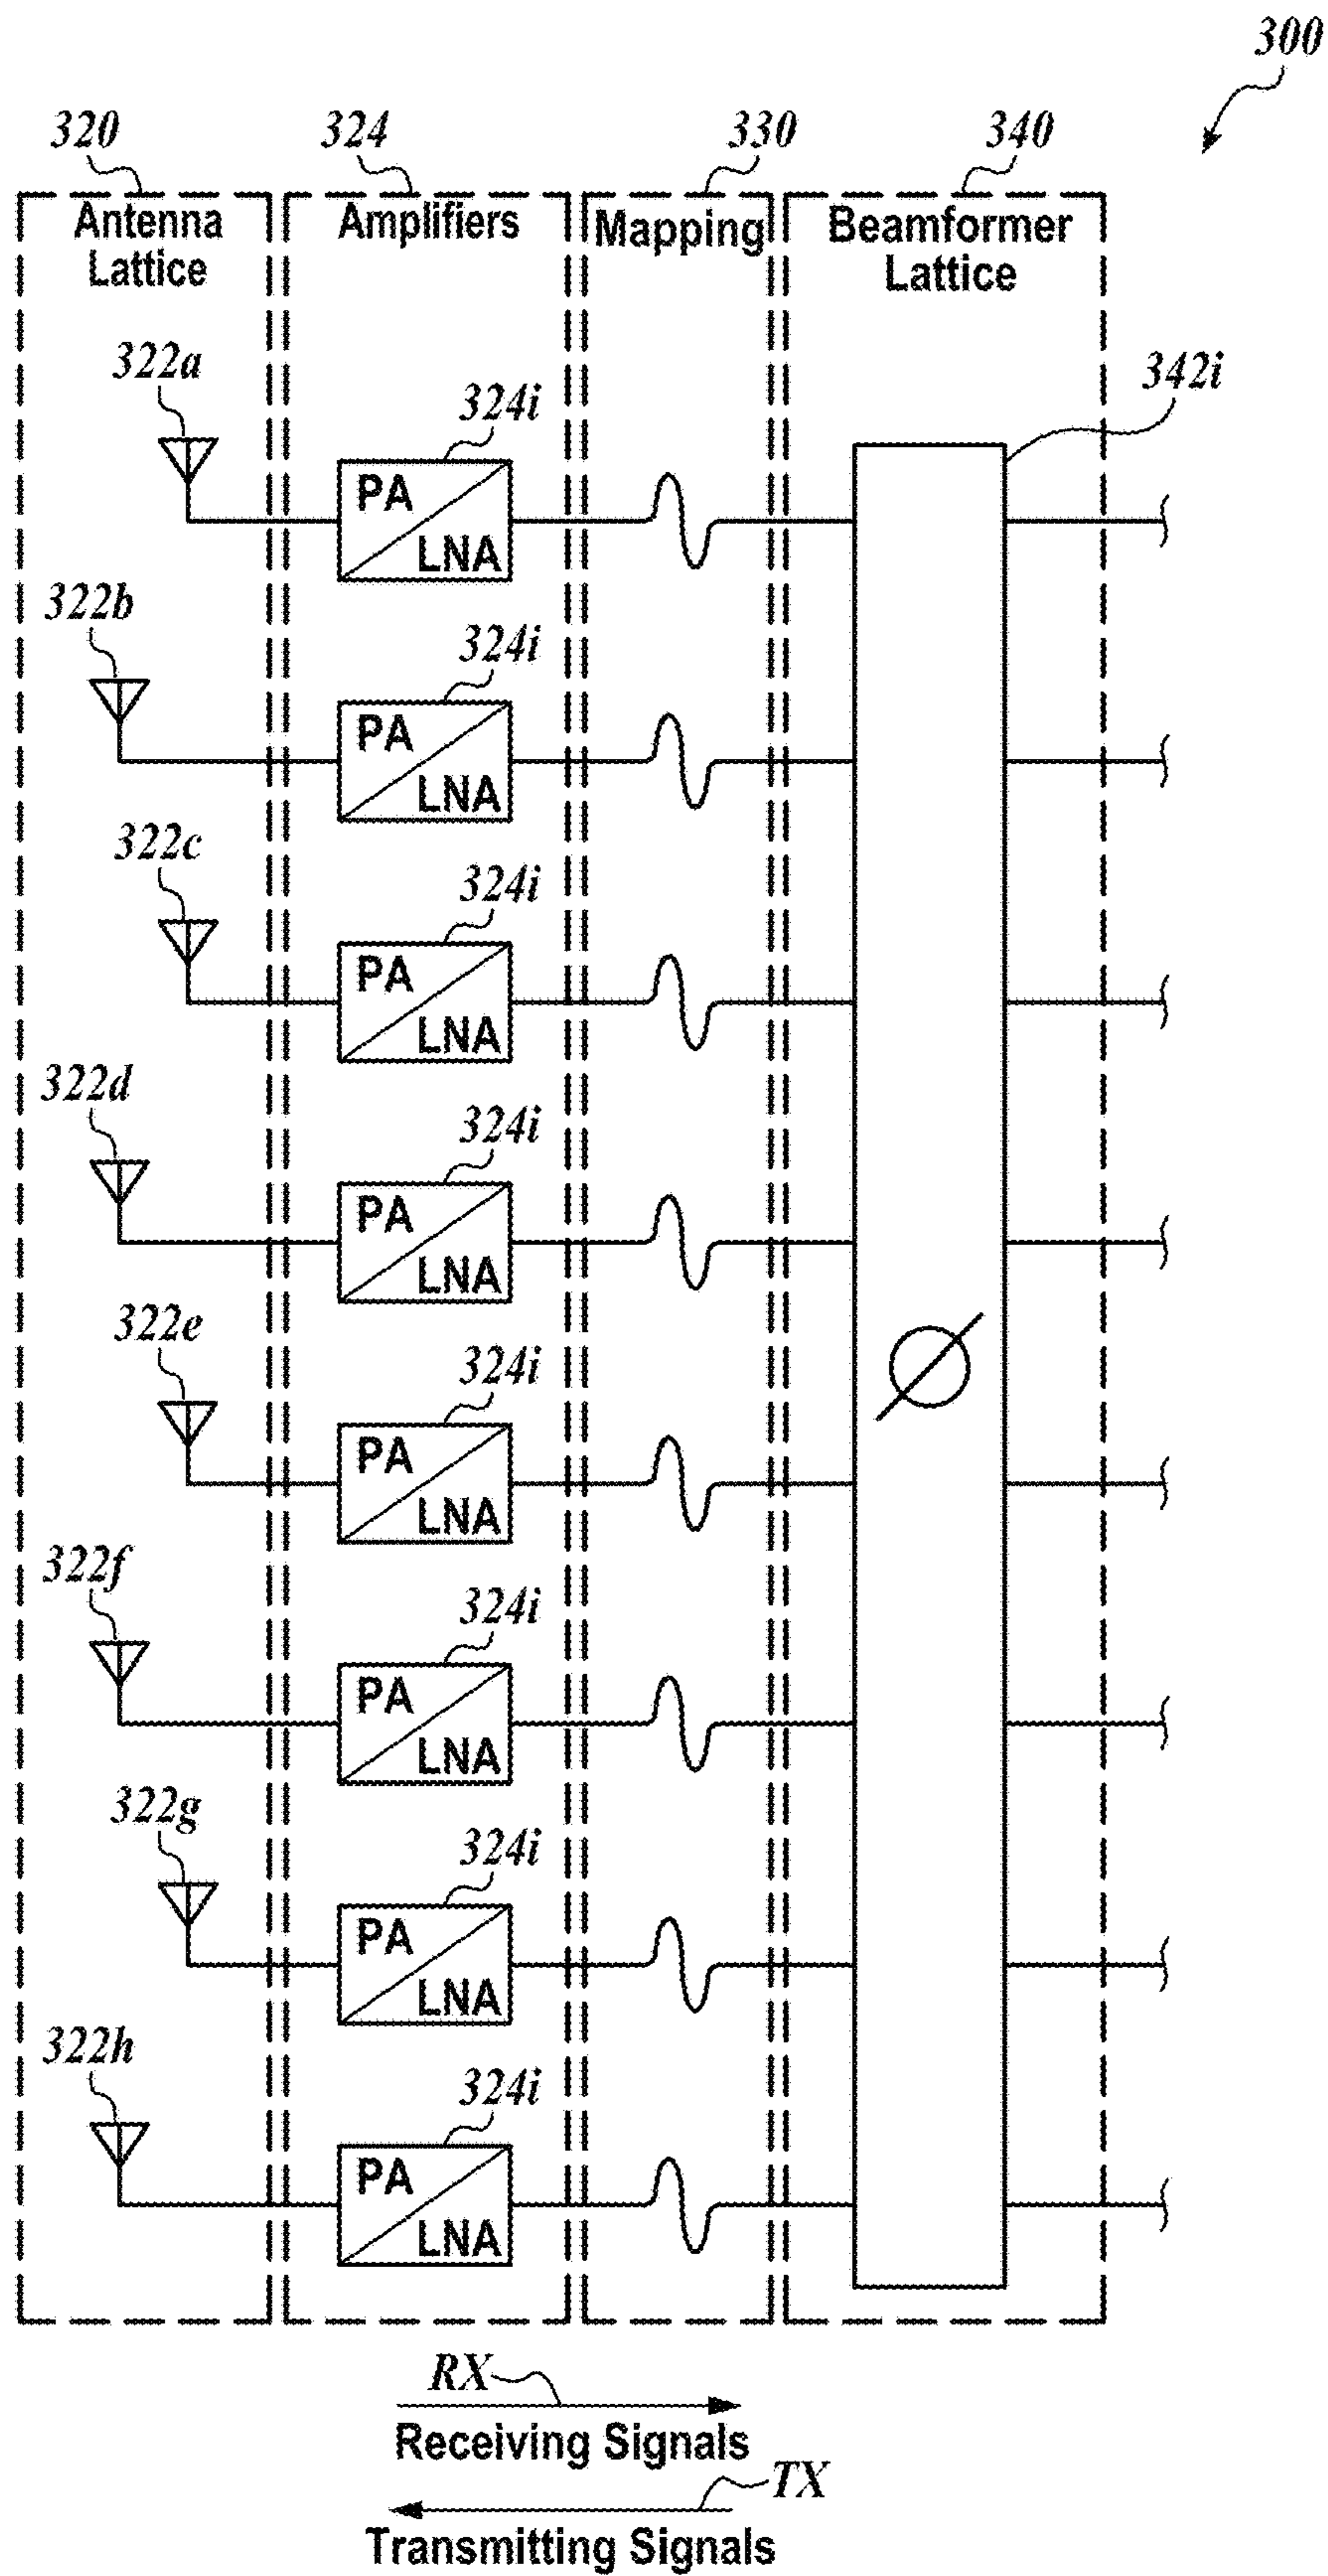 300
320
324
330
340
Antenna
Lattice
Amplifiers
Mapping
Beamformer
Lattice
322a
324i
342i
PA
LNA
322b
324i
PA
LNA
322c
324i
PA
LNA
322d
324i
PA
LNA
322e
324i
PA
LNA
Ø
322f
324i
PA
LNA
322g
324i
PA
LNA
322h
324i
PA
LNA
RX
Receiving Signals
TX
Transmitting Signals